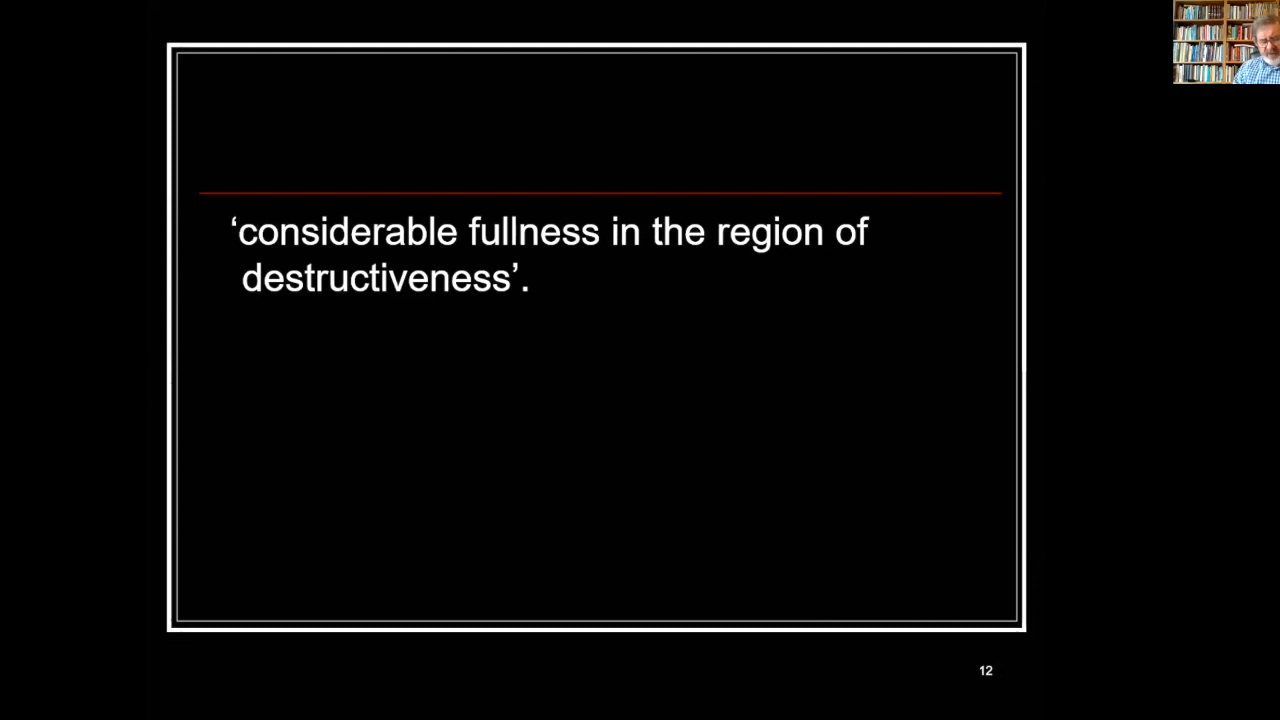 ‘considerable fullness in the region of
destructiveness’.
12